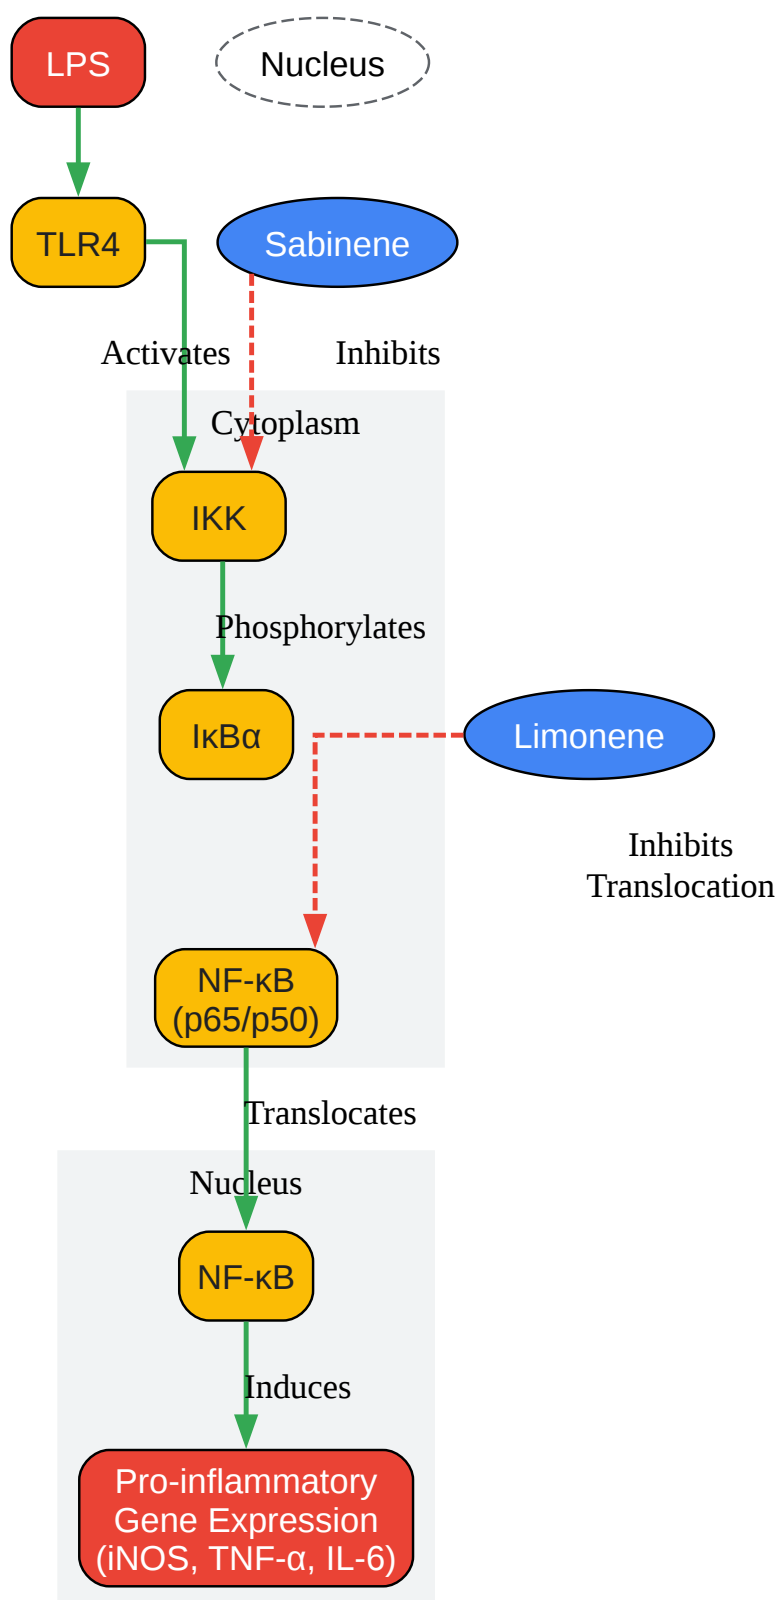 LPS
Nucleus
TLR4
Sabinene
Activates
Inhibits
Cytoplasm
IKK
Phosphorylates
IκBα
Limonene
Inhibits
Translocation
NF-κB
(p65/p50)
Translocates
Nucleus
NF-κB
Induces
Pro-inflammatory
Gene Expression
(iNOS, TNF-α, IL-6)